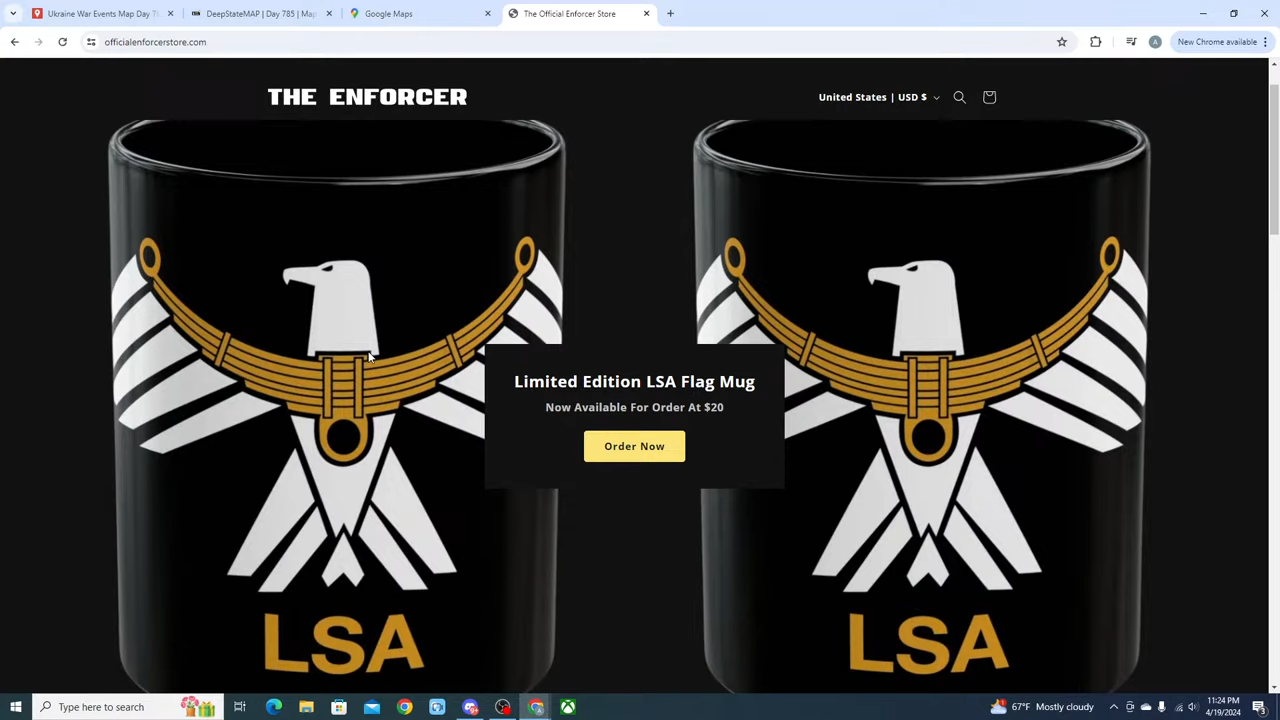 Ukraine War Events Map Day 7
DeepStateMAP | Day 785 | Ma
Google Maps
The Official Enforcer Store
officialenforcerstore.com
New Chrome available
THE ENFORCER
United States | USD $
Limited Edition LSA Flag Mug
Now Available For Order At $20
Order Now
LSA
LSA
Type here to search
67°F Mostly cloudy
11:24 PM
4/19/2024